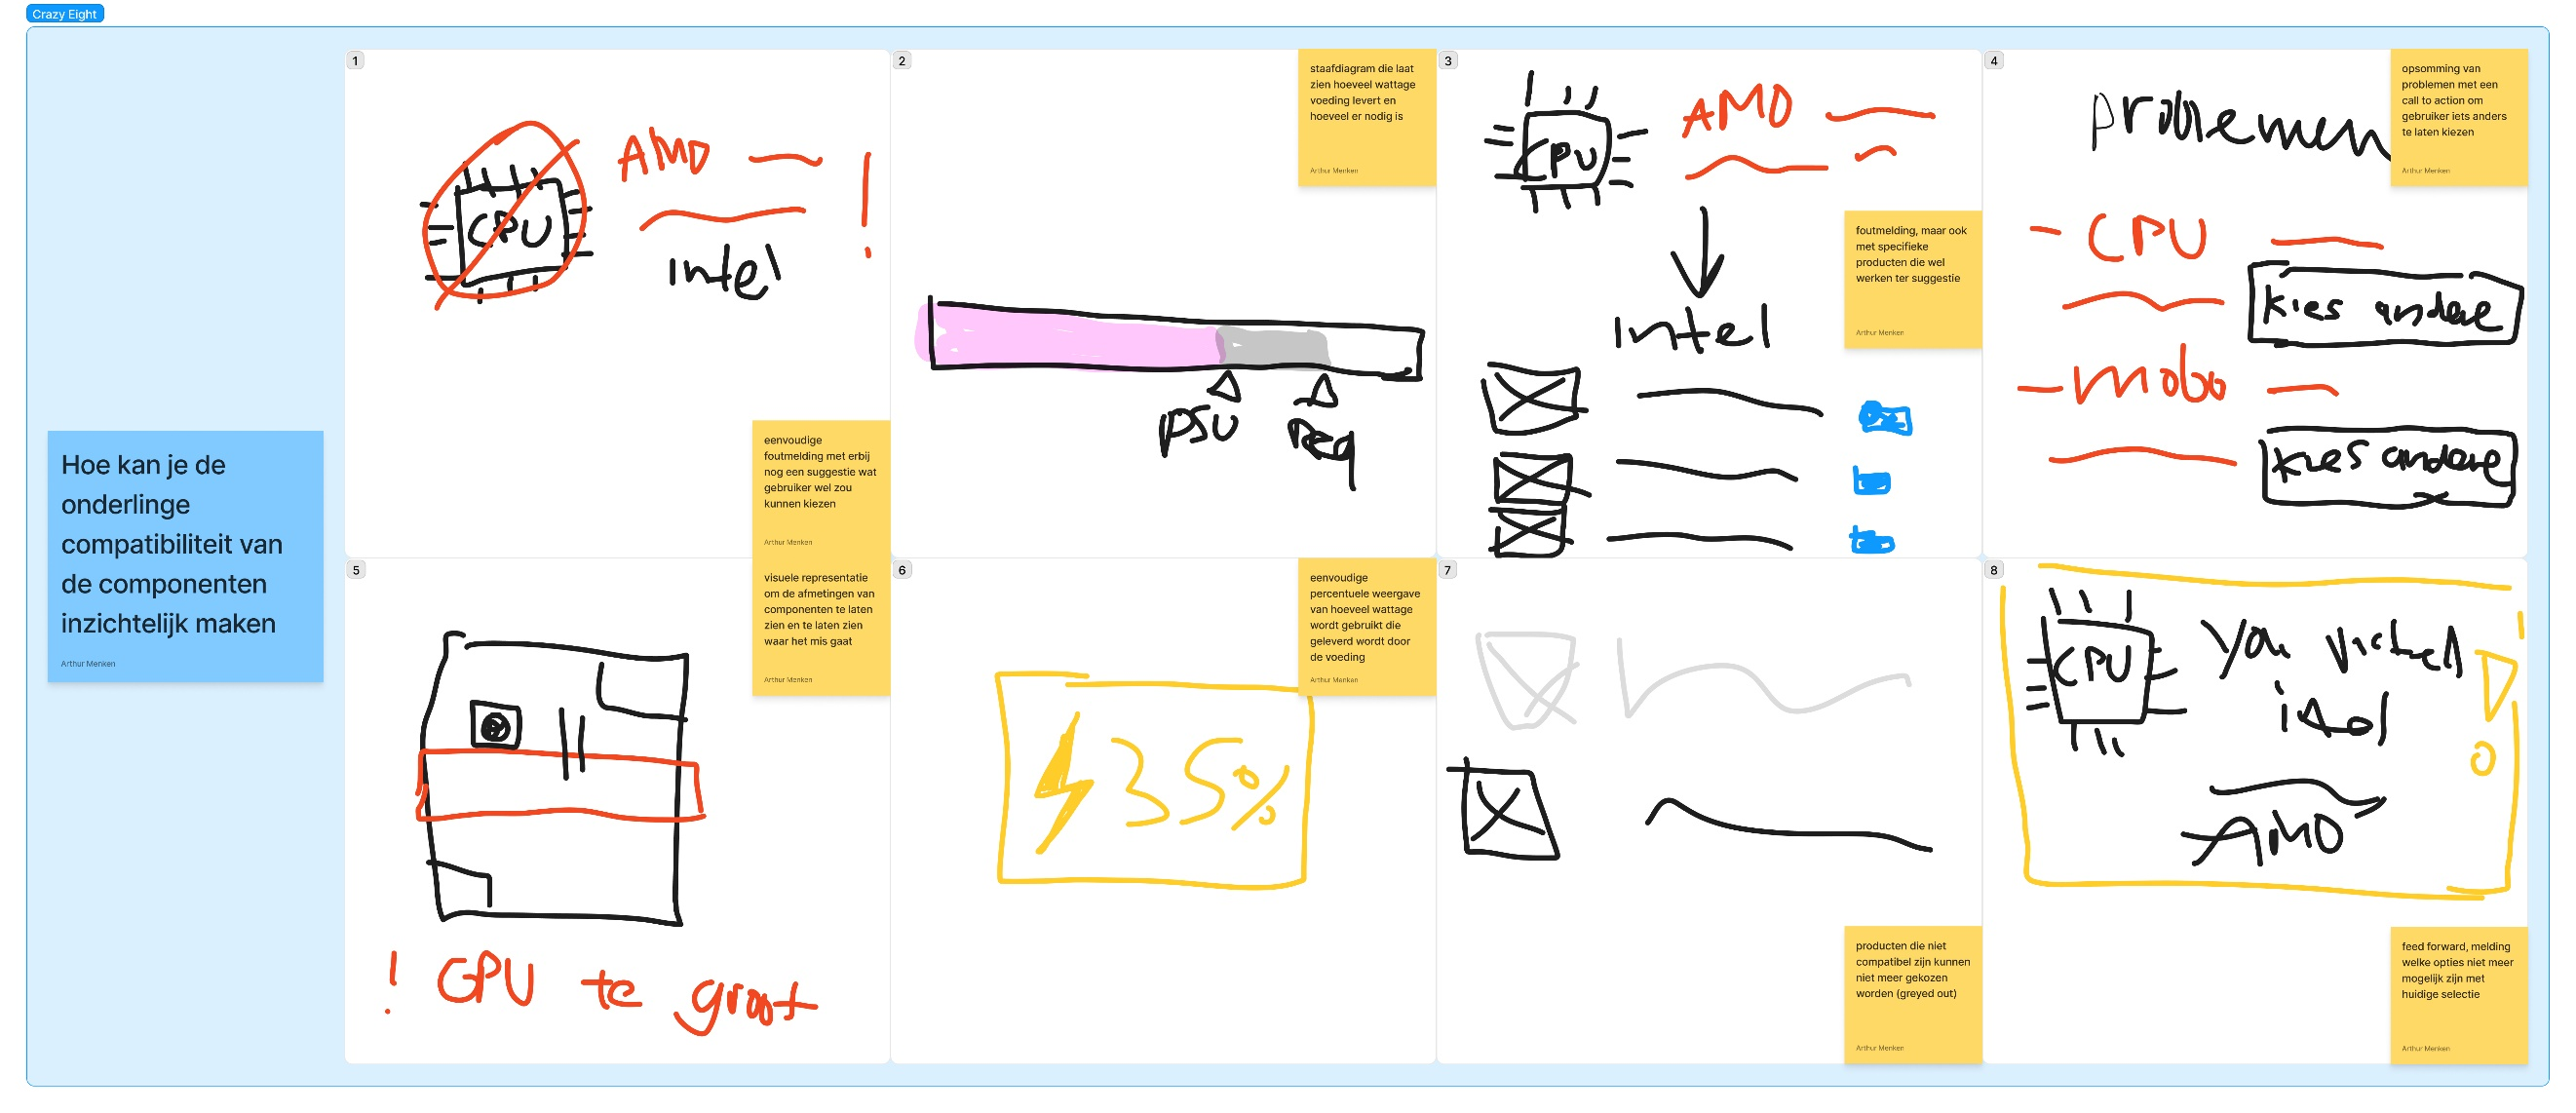 Crazy Eight
Hoe kan je de
onderlinge
compatibiliteit van
de componenten
inzichtelijk maken
Arthur Menken
1
CPU
AMD
!
Intel
eenvoudige
foutmelding met erbij
nog een suggestie wat
gebruiker wel zou
kunnen kiezen
Arthur Menken
2
staafdiagram die laat
zien hoeveel wattage
voeding levert en
hoeveel er nodig is
Arthur Menken
PSU
Req
3
CPU
AMD
foutmelding, maar ook
met specifieke
producten die wel
werken ter suggestie
Arthur Menken
Intel
4
Problemen
opsomming van
problemen met een
call to action om
gebruiker iets anders
te laten kiezen
Arthur Menken
- CPU
kies andere
- Mobo
kies andere
5
visuele representatie
om de afmetingen van
componenten te laten
zien en te laten zien
waar het mis gaat
Arthur Menken
! GPU te groot
6
eenvoudige
percentuele weergave
van hoeveel wattage
wordt gebruikt die
geleverd wordt door
de voeding
Arthur Menken
35%
7
producten die niet
compatibel zijn kunnen
niet meer gekozen
worden (greyed out)
Arthur Menken
8
CPU
You
AMD
feed forward, melding
welke opties niet meer
mogelijk zijn met
huidige selectie
Arthur Menken